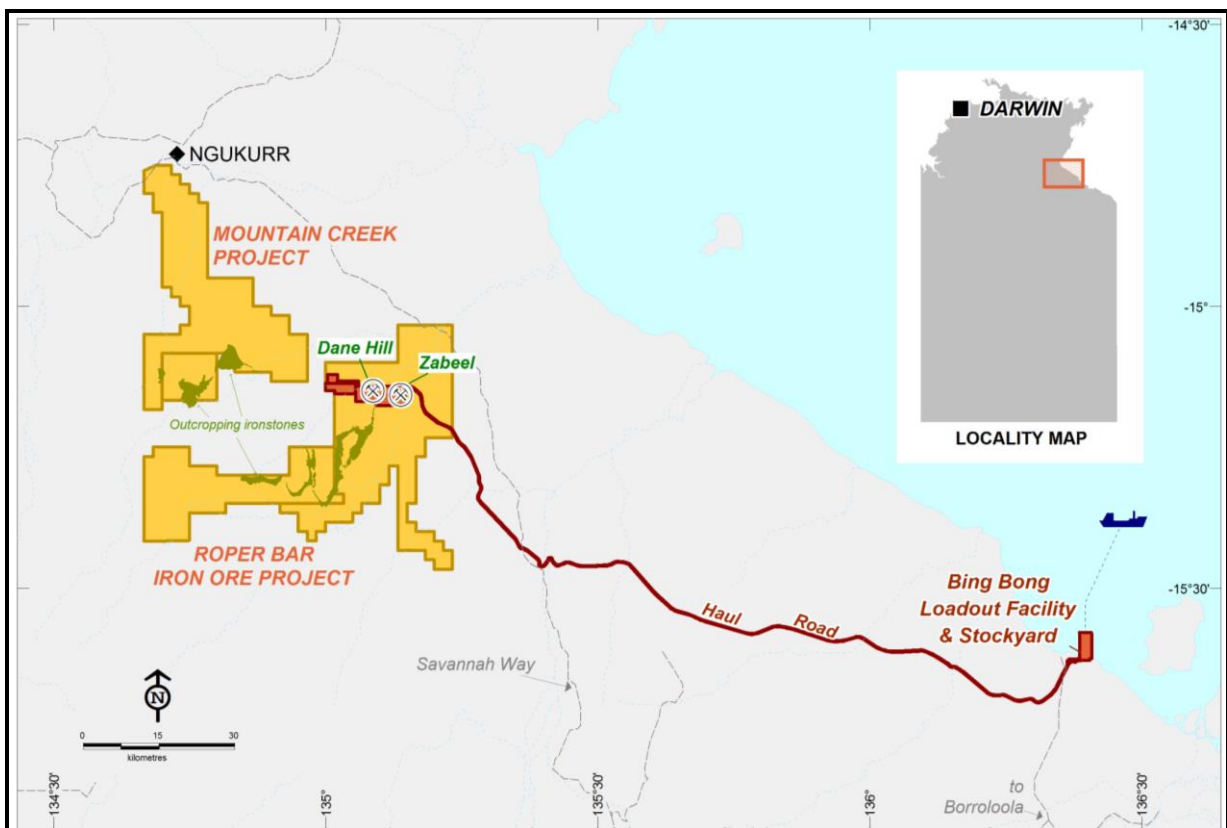 -14°30'
DARWIN
LOCALITY MAP
NGUKURR
MOUNTAIN CREEK
PROJECT
-15°
Dane Hill
Zabeel
Outcropping ironstones
ROPER BAR
IRON ORE PROJECT
-15°30'
Bing Bong
Loadout Facility
& Stockyard
Haul Road
Savannah Way
N
0 15 30
kilometres
to
Borroloola
134°30'
135°
135°30'
136°
136°30'